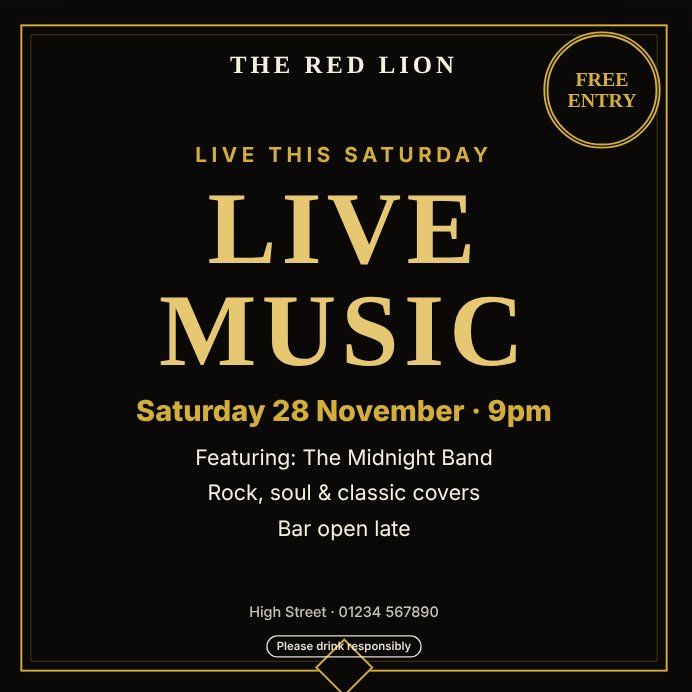 THE RED LION
FREE
ENTRY
LIVE THIS SATURDAY
LIVE
MUSIC
Saturday 28 November · 9pm
Featuring: The Midnight Band
Rock, soul & classic covers
Bar open late
High Street · 01234 567890
Please drink responsibly